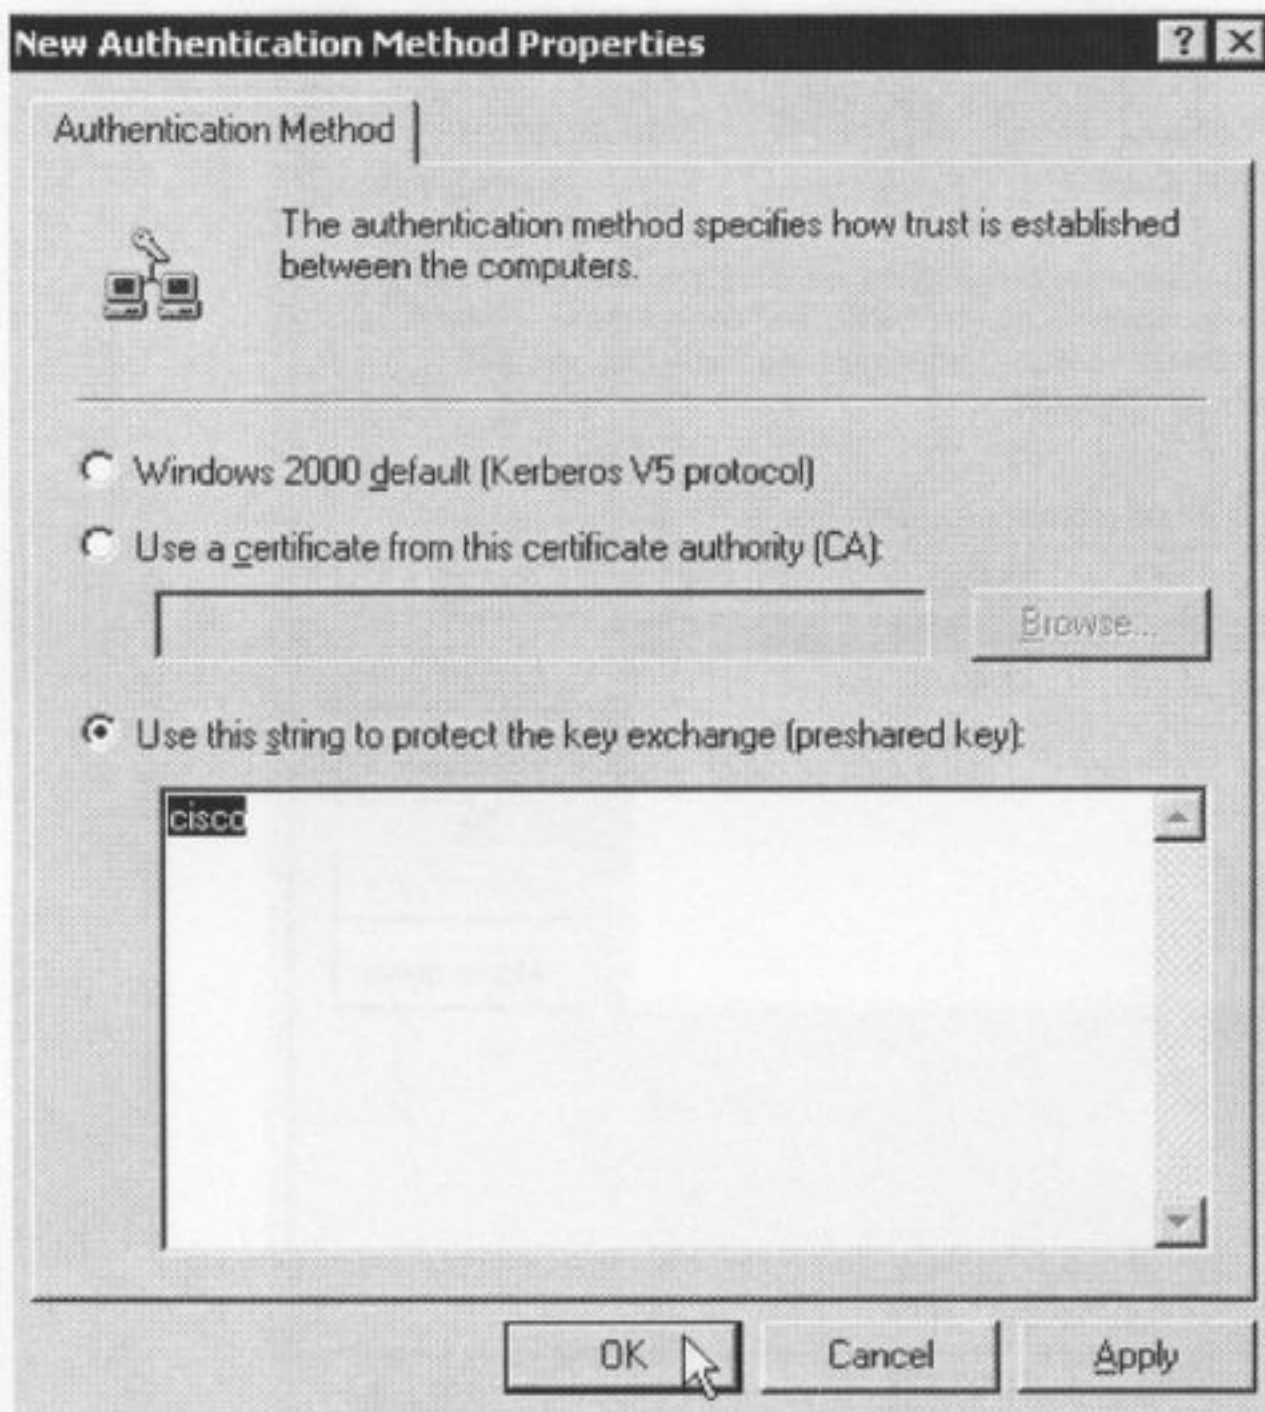 New Authentication Method Properties
Authentication Method
The authentication method specifies how trust is established
between the computers.
Windows 2000 default (Kerberos V5 protocol)
Use a certificate from this certificate authority (CA):
Browse...
Use this string to protect the key exchange (preshared key):
cisco
OK
Cancel
Apply